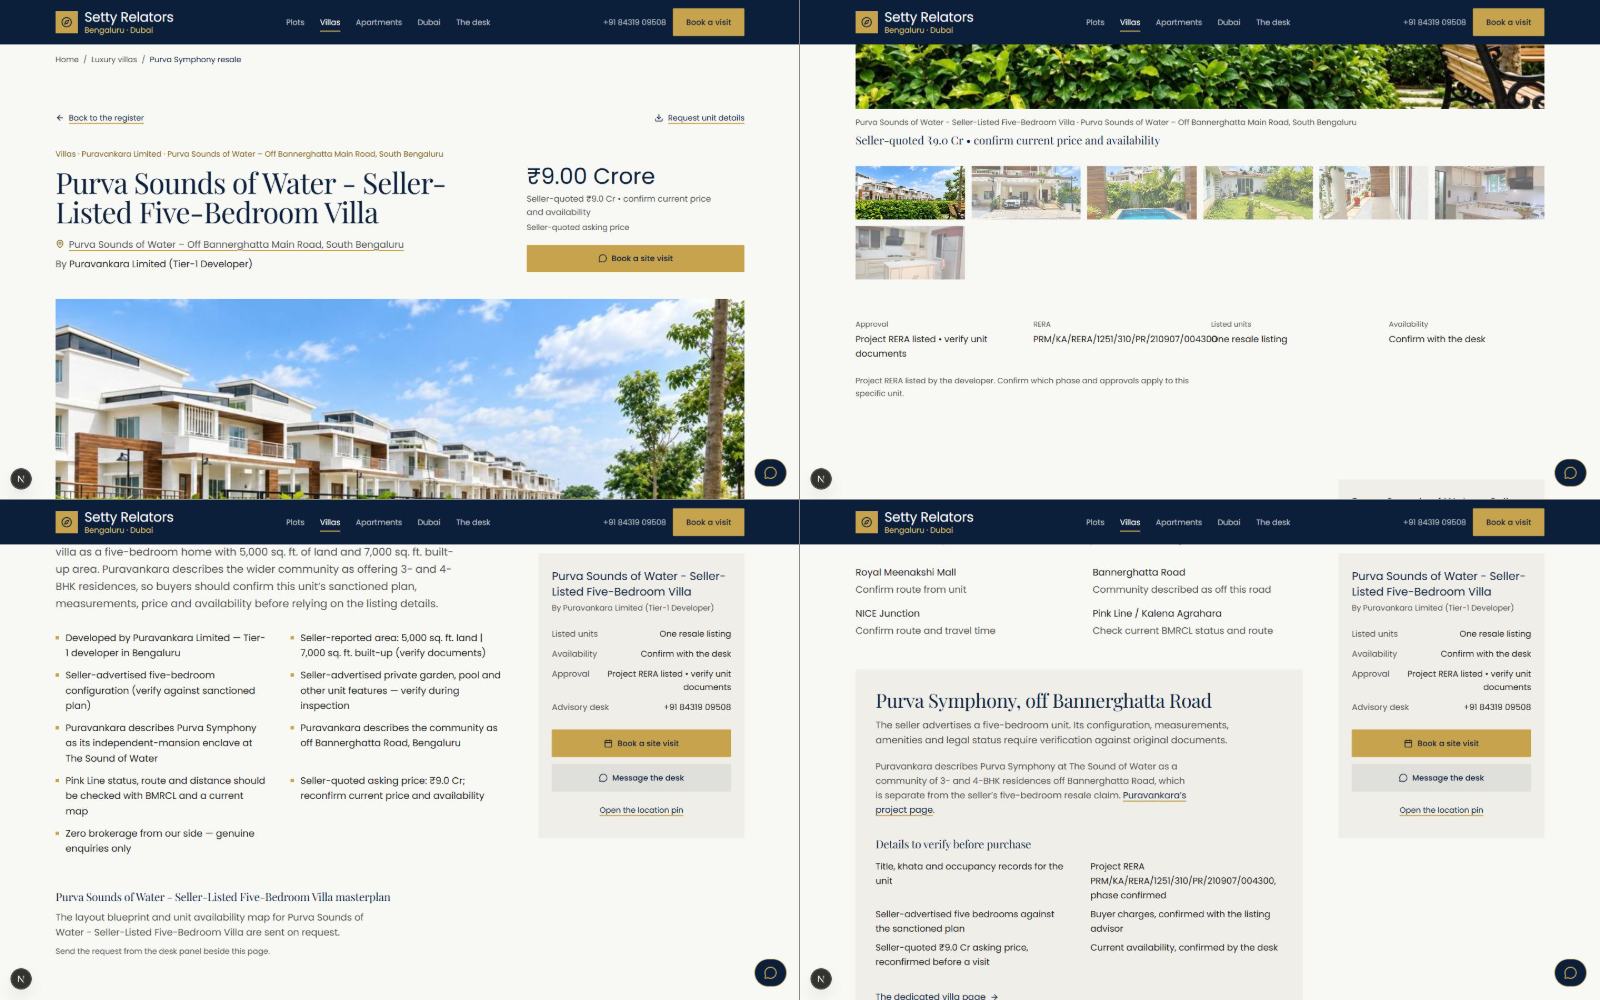 Setty Relators
Bengaluru · Dubai
Plots Villas Apartments Dubai The desk
+91 84319 09508 Book a visit
Home / Luxury villas / Purva Symphony resale
Back to the register
Request unit details
Villas · Puravankara Limited · Purva Sounds of Water – Off Bannerghatta Main Road, South Bengaluru
Purva Sounds of Water - Seller-
Listed Five-Bedroom Villa
Purva Sounds of Water – Off Bannerghatta Main Road, South Bengaluru
By Puravankara Limited (Tier-1 Developer)
₹9.00 Crore
Seller-quoted ₹9.0 Cr • confirm current price
and availability
Seller-quoted asking price
Book a site visit
N
Setty Relators
Bengaluru · Dubai
Plots Villas Apartments Dubai The desk
+91 84319 09508 Book a visit
Purva Sounds of Water - Seller-Listed Five-Bedroom Villa · Purva Sounds of Water – Off Bannerghatta Main Road, South Bengaluru
Seller-quoted ₹9.0 Cr • confirm current price and availability
Approval
Project RERA listed • verify unit
documents
RERA
PRM/KA/RERA/1251/310/PR/210907/004300
Listed units
One resale listing
Availability
Confirm with the desk
Project RERA listed by the developer. Confirm which phase and approvals apply to this
specific unit.
N
Setty Relators
Bengaluru · Dubai
Plots Villas Apartments Dubai The desk
+91 84319 09508 Book a visit
villa as a five-bedroom home with 5,000 sq. ft. of land and 7,000 sq. ft. built-
up area. Puravankara describes the wider community as offering 3- and 4-
BHK residences, so buyers should confirm this unit's sanctioned plan,
measurements, price and availability before relying on the listing details.
Developed by Puravankara Limited — Tier-
1 developer in Bengaluru
Seller-reported area: 5,000 sq. ft. land |
7,000 sq. ft. built-up (verify documents)
Seller-advertised five-bedroom
configuration (verify against sanctioned
plan)
Seller-advertised private garden, pool and
other unit features — verify during
inspection
Puravankara describes Purva Symphony
as its independent-mansion enclave at
The Sound of Water
Puravankara describes the community as
off Bannerghatta Road, Bengaluru
Pink Line status, route and distance should
be checked with BMRCL and a current
map
Seller-quoted asking price: ₹9.0 Cr;
reconfirm current price and availability
Zero brokerage from our side — genuine
enquiries only
Purva Sounds of Water - Seller-Listed Five-Bedroom Villa masterplan
The layout blueprint and unit availability map for Purva Sounds of
Water - Seller-Listed Five-Bedroom Villa are sent on request.
Send the request from the desk panel beside this page.
Purva Sounds of Water - Seller-
Listed Five-Bedroom Villa
By Puravankara Limited (Tier-1 Developer)
Listed units One resale listing
Availability Confirm with the desk
Approval Project RERA listed • verify unit
documents
Advisory desk +91 84319 09508
Book a site visit
Message the desk
Open the location pin
N
Setty Relators
Bengaluru · Dubai
Plots Villas Apartments Dubai The desk
+91 84319 09508 Book a visit
Royal Meenakshi Mall
Confirm route from unit
Bannerghatta Road
Community described as off this road
NICE Junction
Confirm route and travel time
Pink Line / Kalena Agrahara
Check current BMRCL status and route
Purva Symphony, off Bannerghatta Road
The seller advertises a five-bedroom unit. Its configuration, measurements,
amenities and legal status require verification against original documents.
Puravankara describes Purva Symphony at The Sound of Water as a
community of 3- and 4-BHK residences off Bannerghatta Road, which
is separate from the seller's five-bedroom resale claim. Puravankara's
project page.
Details to verify before purchase
Title, khata and occupancy records for the
unit
Project RERA
PRM/KA/RERA/1251/310/PR/210907/004300,
phase confirmed
Seller-advertised five bedrooms against
the sanctioned plan
Buyer charges, confirmed with the listing
advisor
Seller-quoted ₹9.0 Cr asking price,
reconfirmed before a visit
Current availability, confirmed by the desk
The dedicated villa page →
Purva Sounds of Water - Seller-
Listed Five-Bedroom Villa
By Puravankara Limited (Tier-1 Developer)
Listed units One resale listing
Availability Confirm with the desk
Approval Project RERA listed • verify unit
documents
Advisory desk +91 84319 09508
Book a site visit
Message the desk
Open the location pin
N